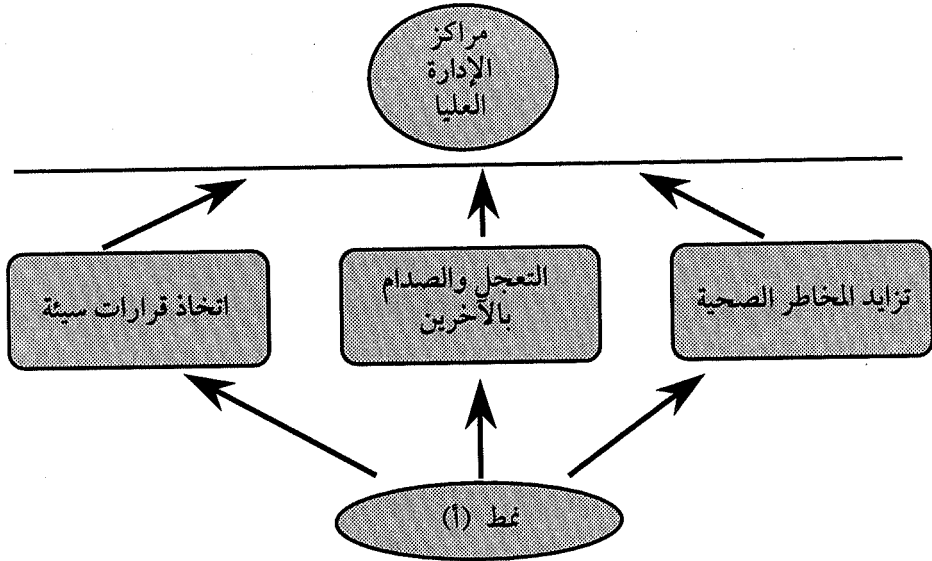 مراكز
الإدارة
العليا
تزايد المخاطر الصحية
التعجل والصدام
بالآخرين
اتخاذ قرارات سيئة
نمط (أ)